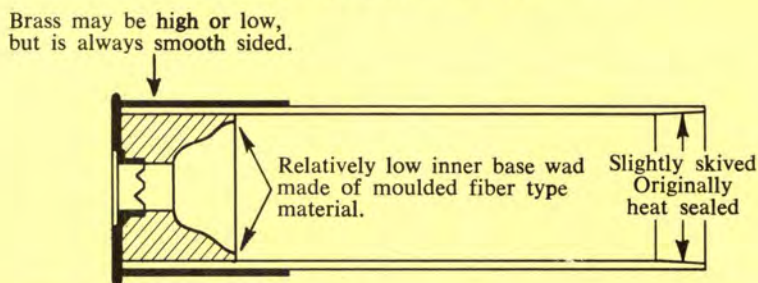 Brass may be high or low,
but is always smooth sided.
Relatively low inner base wad
made of moulded fiber type
material.
Slightly skived
Originally
heat sealed